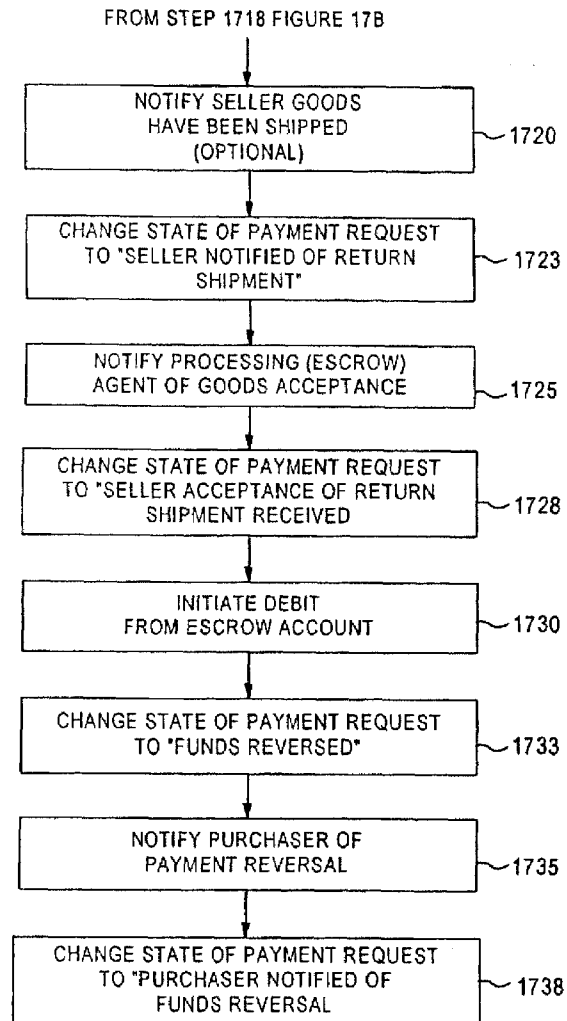 FROM STEP 1718 FIGURE 17B
NOTIFY SELLER GOODS
HAVE BEEN SHIPPED
(OPTIONAL)
1720
CHANGE STATE OF PAYMENT REQUEST
TO "SELLER NOTIFIED OF RETURN
SHIPMENT"
1723
NOTIFY PROCESSING (ESCROW)
AGENT OF GOODS ACCEPTANCE
1725
CHANGE STATE OF PAYMENT REQUEST
TO "SELLER ACCEPTANCE OF RETURN
SHIPMENT RECEIVED
1728
INITIATE DEBIT
FROM ESCROW ACCOUNT
1730
CHANGE STATE OF PAYMENT REQUEST
TO "FUNDS REVERSED"
1733
NOTIFY PURCHASER OF
PAYMENT REVERSAL
1735
CHANGE STATE OF PAYMENT REQUEST
TO "PURCHASER NOTIFIED OF
FUNDS REVERSAL
1738